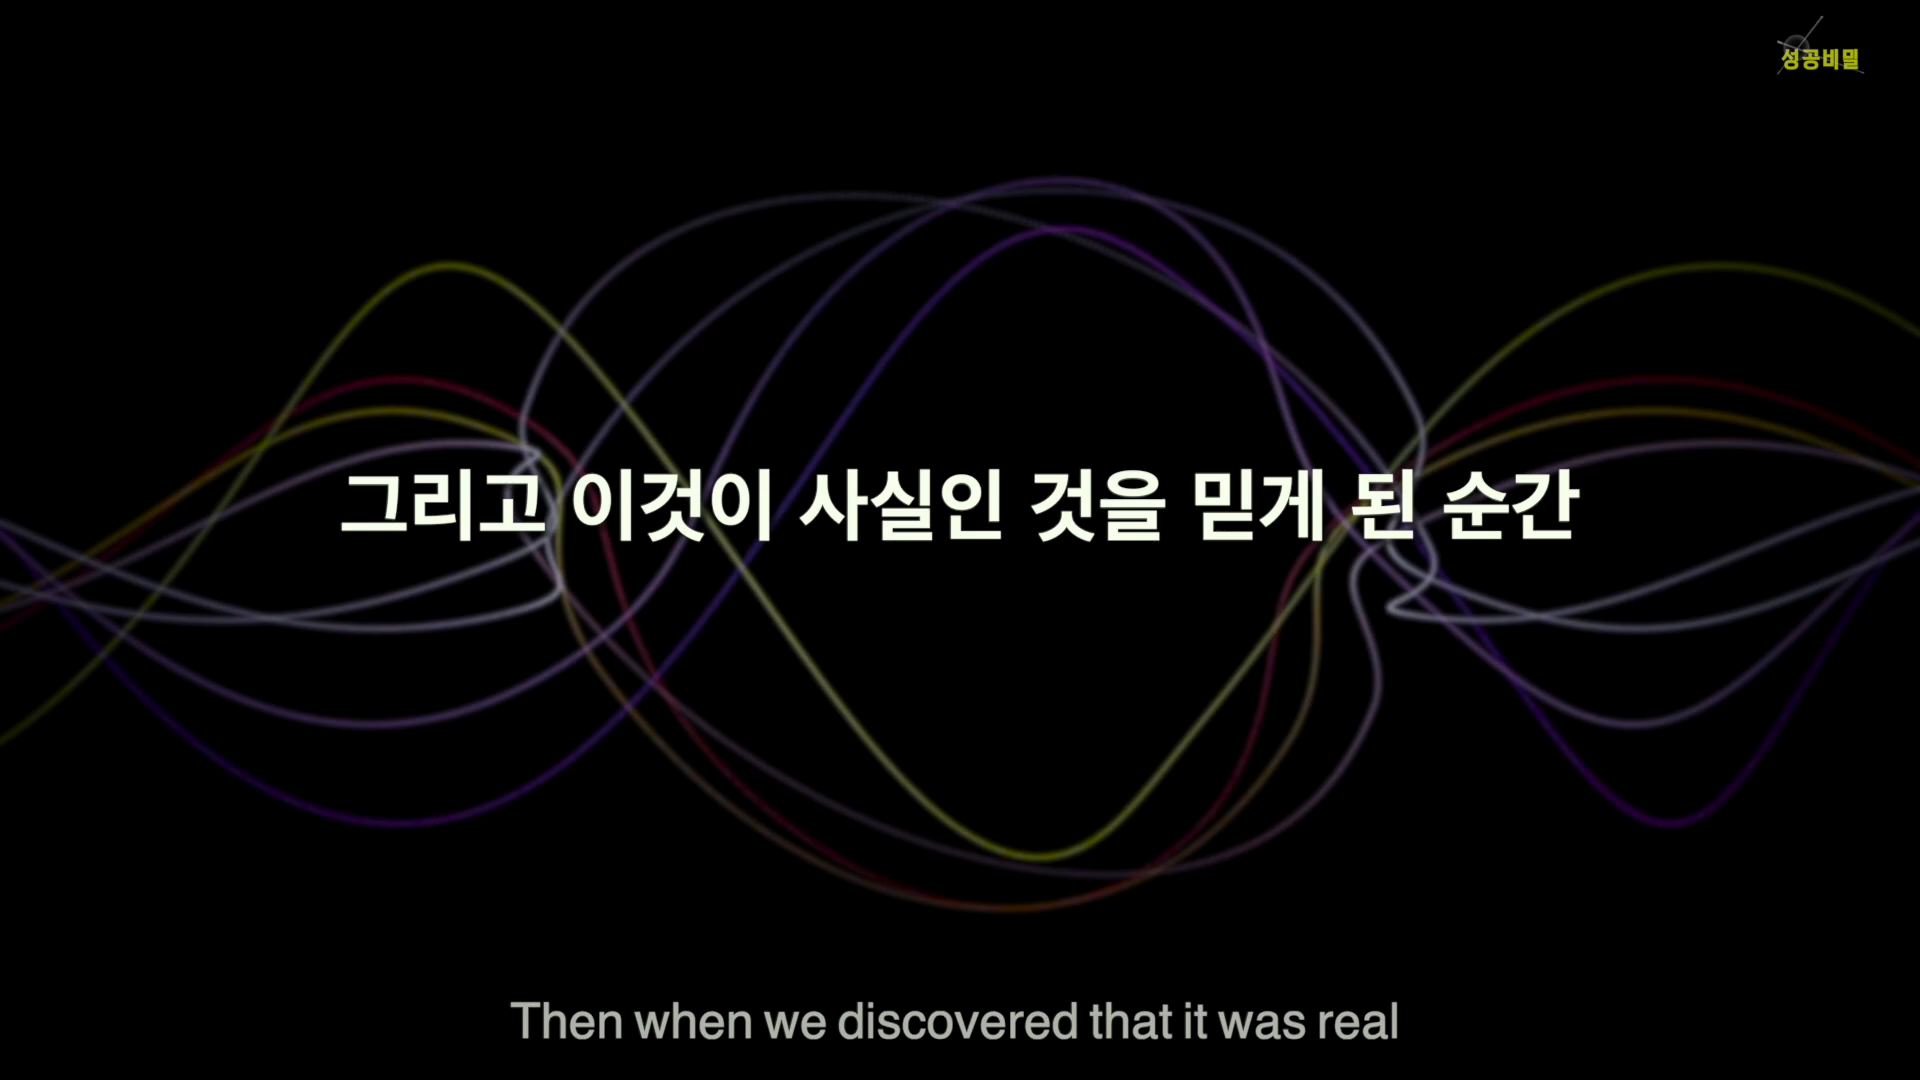 성공비밀
그리고 이것이 사실인 것을 믿게 된 순간
Then when we discovered that it was real